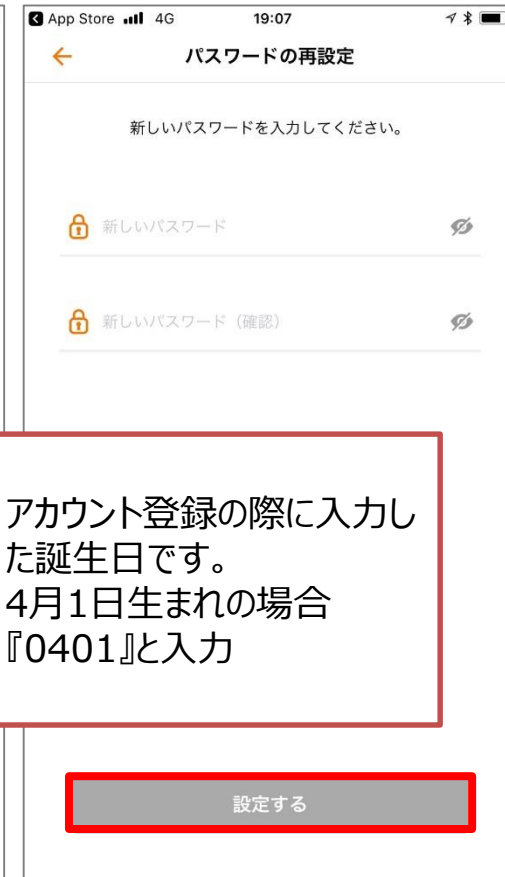 App Store 4G 19:07
パスワードの再設定
新しいパスワードを入力してください。
新しいパスワード
新しいパスワード（確認）
アカウント登録の際に入力し
た誕生日です。
4月1日生まれの場合
『0401』と入力
設定する